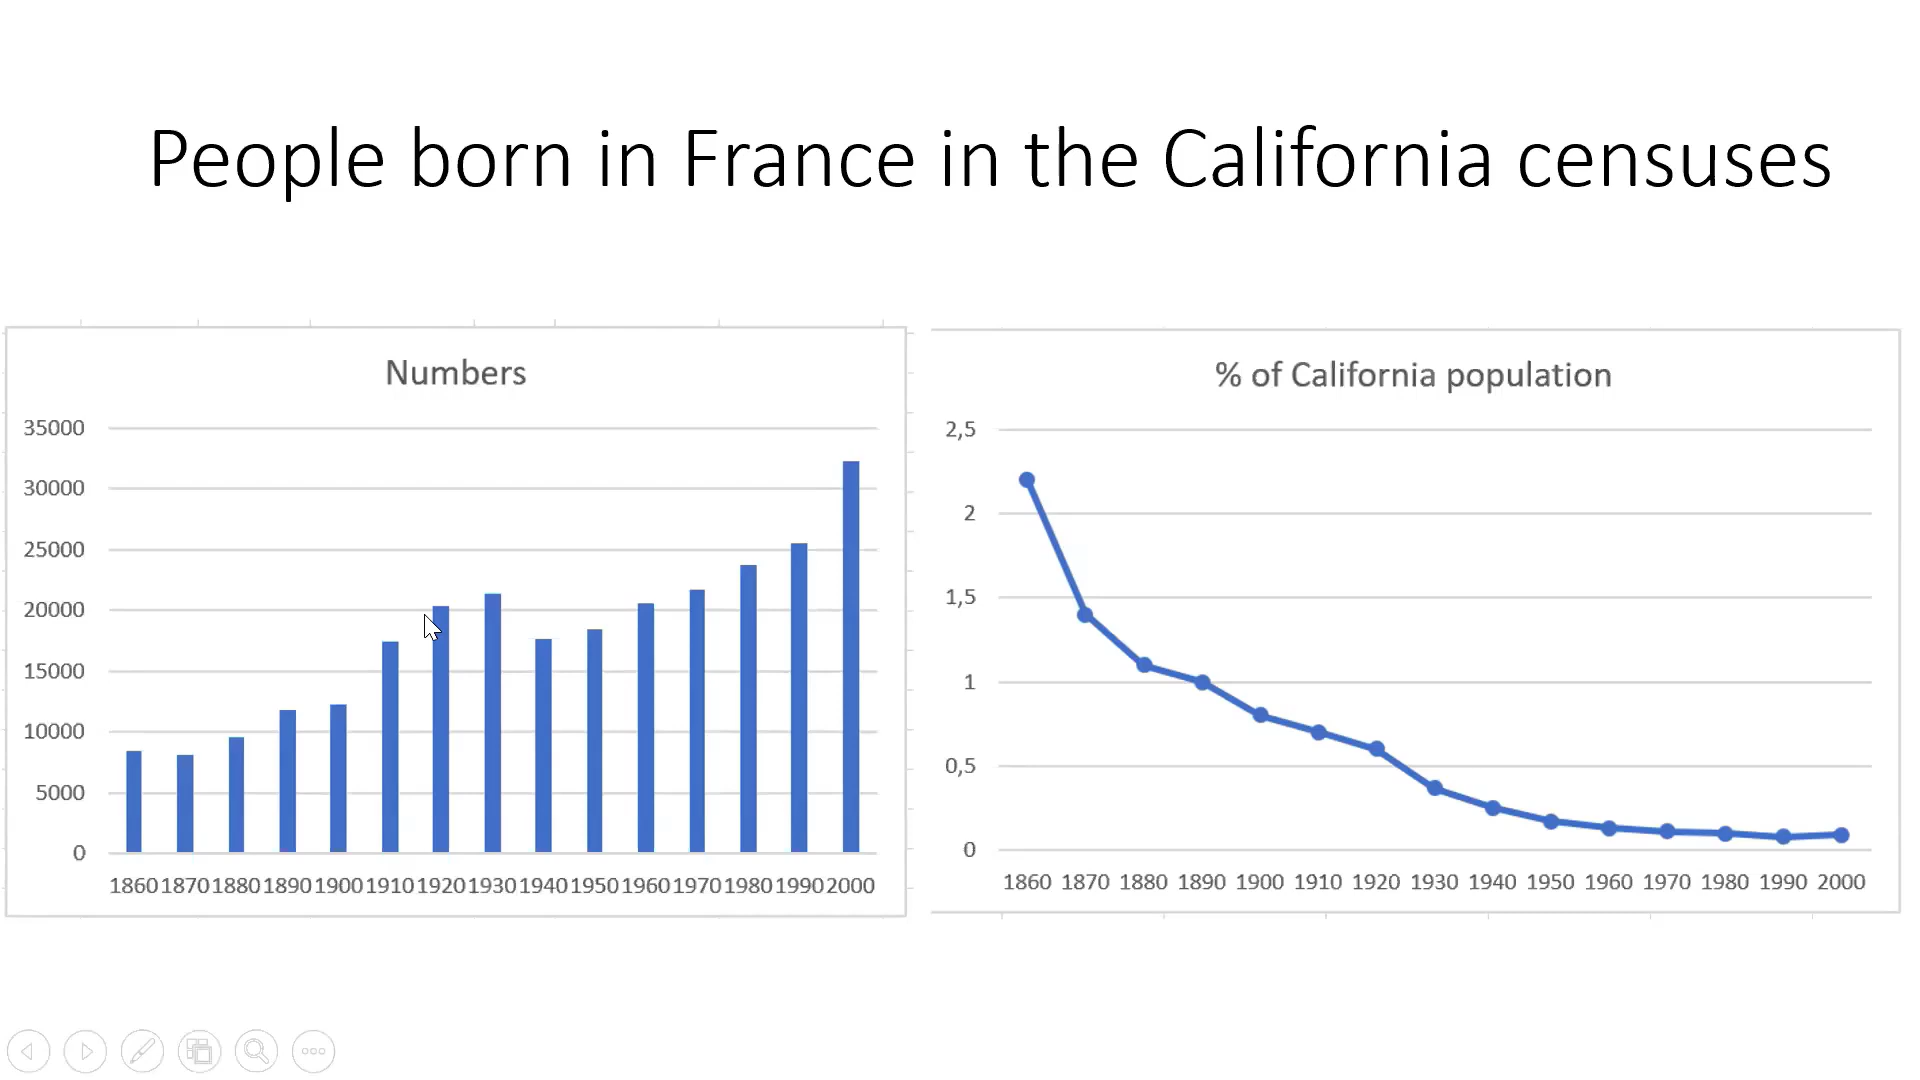 People born in France in the California censuses
Numbers
35000
30000
25000
20000
15000
10000
5000
0
1860 1870 1880 1890 1900 1910 1920 1930 1940 1950 1960 1970 1980 1990 2000
% of California population
2,5
2
1,5
1
0,5
0
1860 1870 1880 1890 1900 1910 1920 1930 1940 1950 1960 1970 1980 1990 2000